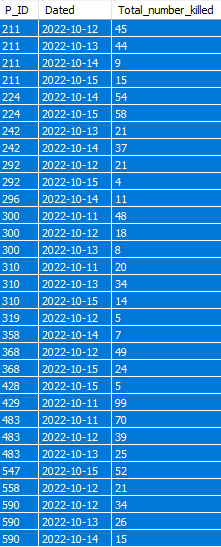 P_ID Dated Total_number_killed
211 2022-10-12 45
211 2022-10-13 44
211 2022-10-14 9
211 2022-10-15 15
224 2022-10-14 54
224 2022-10-15 58
242 2022-10-13 21
242 2022-10-14 37
292 2022-10-12 21
292 2022-10-15 4
296 2022-10-14 11
300 2022-10-11 48
300 2022-10-12 18
300 2022-10-13 8
310 2022-10-11 20
310 2022-10-13 34
310 2022-10-15 14
319 2022-10-12 5
358 2022-10-14 7
368 2022-10-12 49
368 2022-10-15 24
428 2022-10-15 5
429 2022-10-11 99
483 2022-10-11 70
483 2022-10-12 39
483 2022-10-13 25
547 2022-10-15 52
558 2022-10-12 21
590 2022-10-12 34
590 2022-10-13 26
590 2022-10-14 15